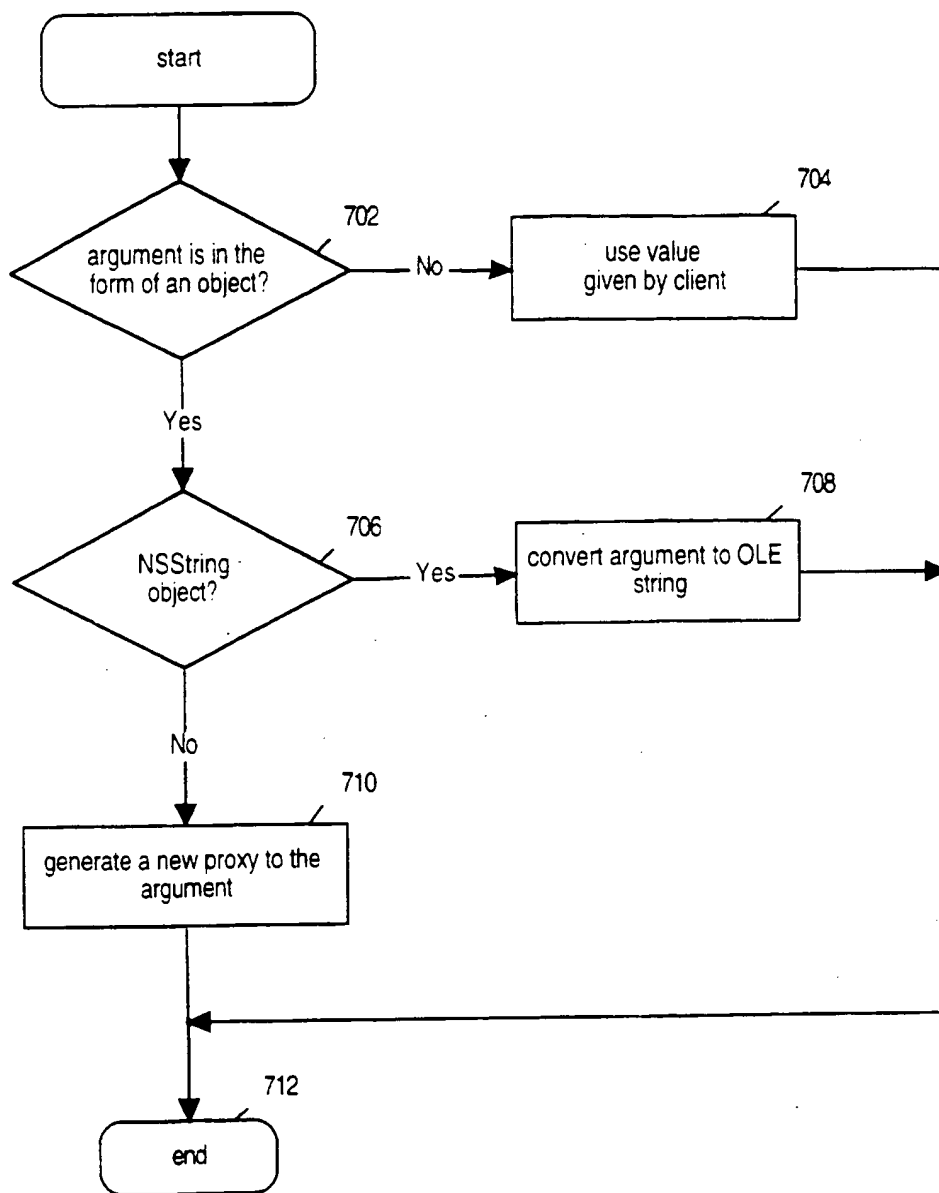 start
704
702
argument is in the
form of an object?
No
use value
given by client
Yes
708
706
NSString
object?
Yes
convert argument to OLE
string
No
710
generate a new proxy to the
argument
712
end